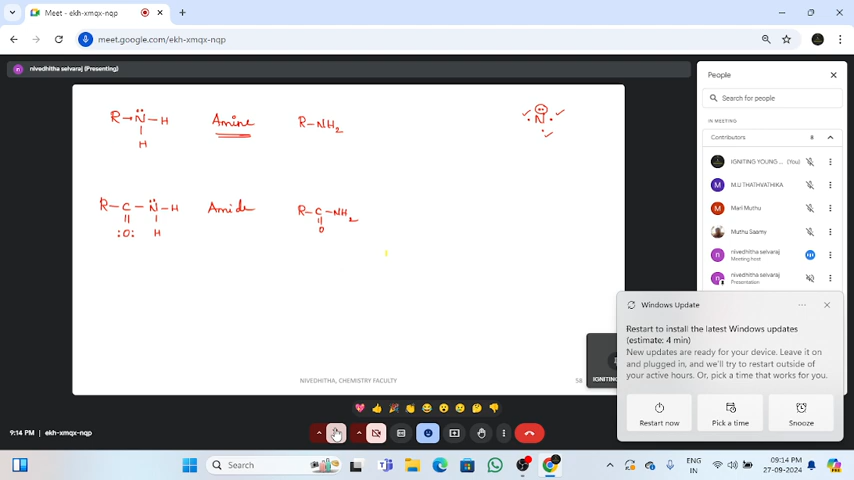 Meet - ekh-xmqx-nqp
meet.google.com/ekh-xmqx-nqp
nivedhitha selvaraj (Presenting)
People
Search for people
IN MEETING
Contributors 8
IGNITING YOUNG ... (You)
M.U THATHVATHIKA
Mari Muthu
Muthu Saamy
nivedhitha selvaraj
Meeting host
nivedhitha selvaraj
Presentation
R–N–H Amine R–NH2
H
N
R–C–N–H Amide R–C–NH2
:O: H O
NIVEDHITHA, CHEMISTRY FACULTY 58
Windows Update
Restart to install the latest Windows updates
(estimate: 4 min)
New updates are ready for your device. Leave it on
and plugged in, and we'll try to restart outside of
your active hours. Or, pick a time that works for you.
Restart now Pick a time Snooze
9:14 PM | ekh-xmqx-nqp
Search
ENG
IN
09:14 PM
27-09-2024